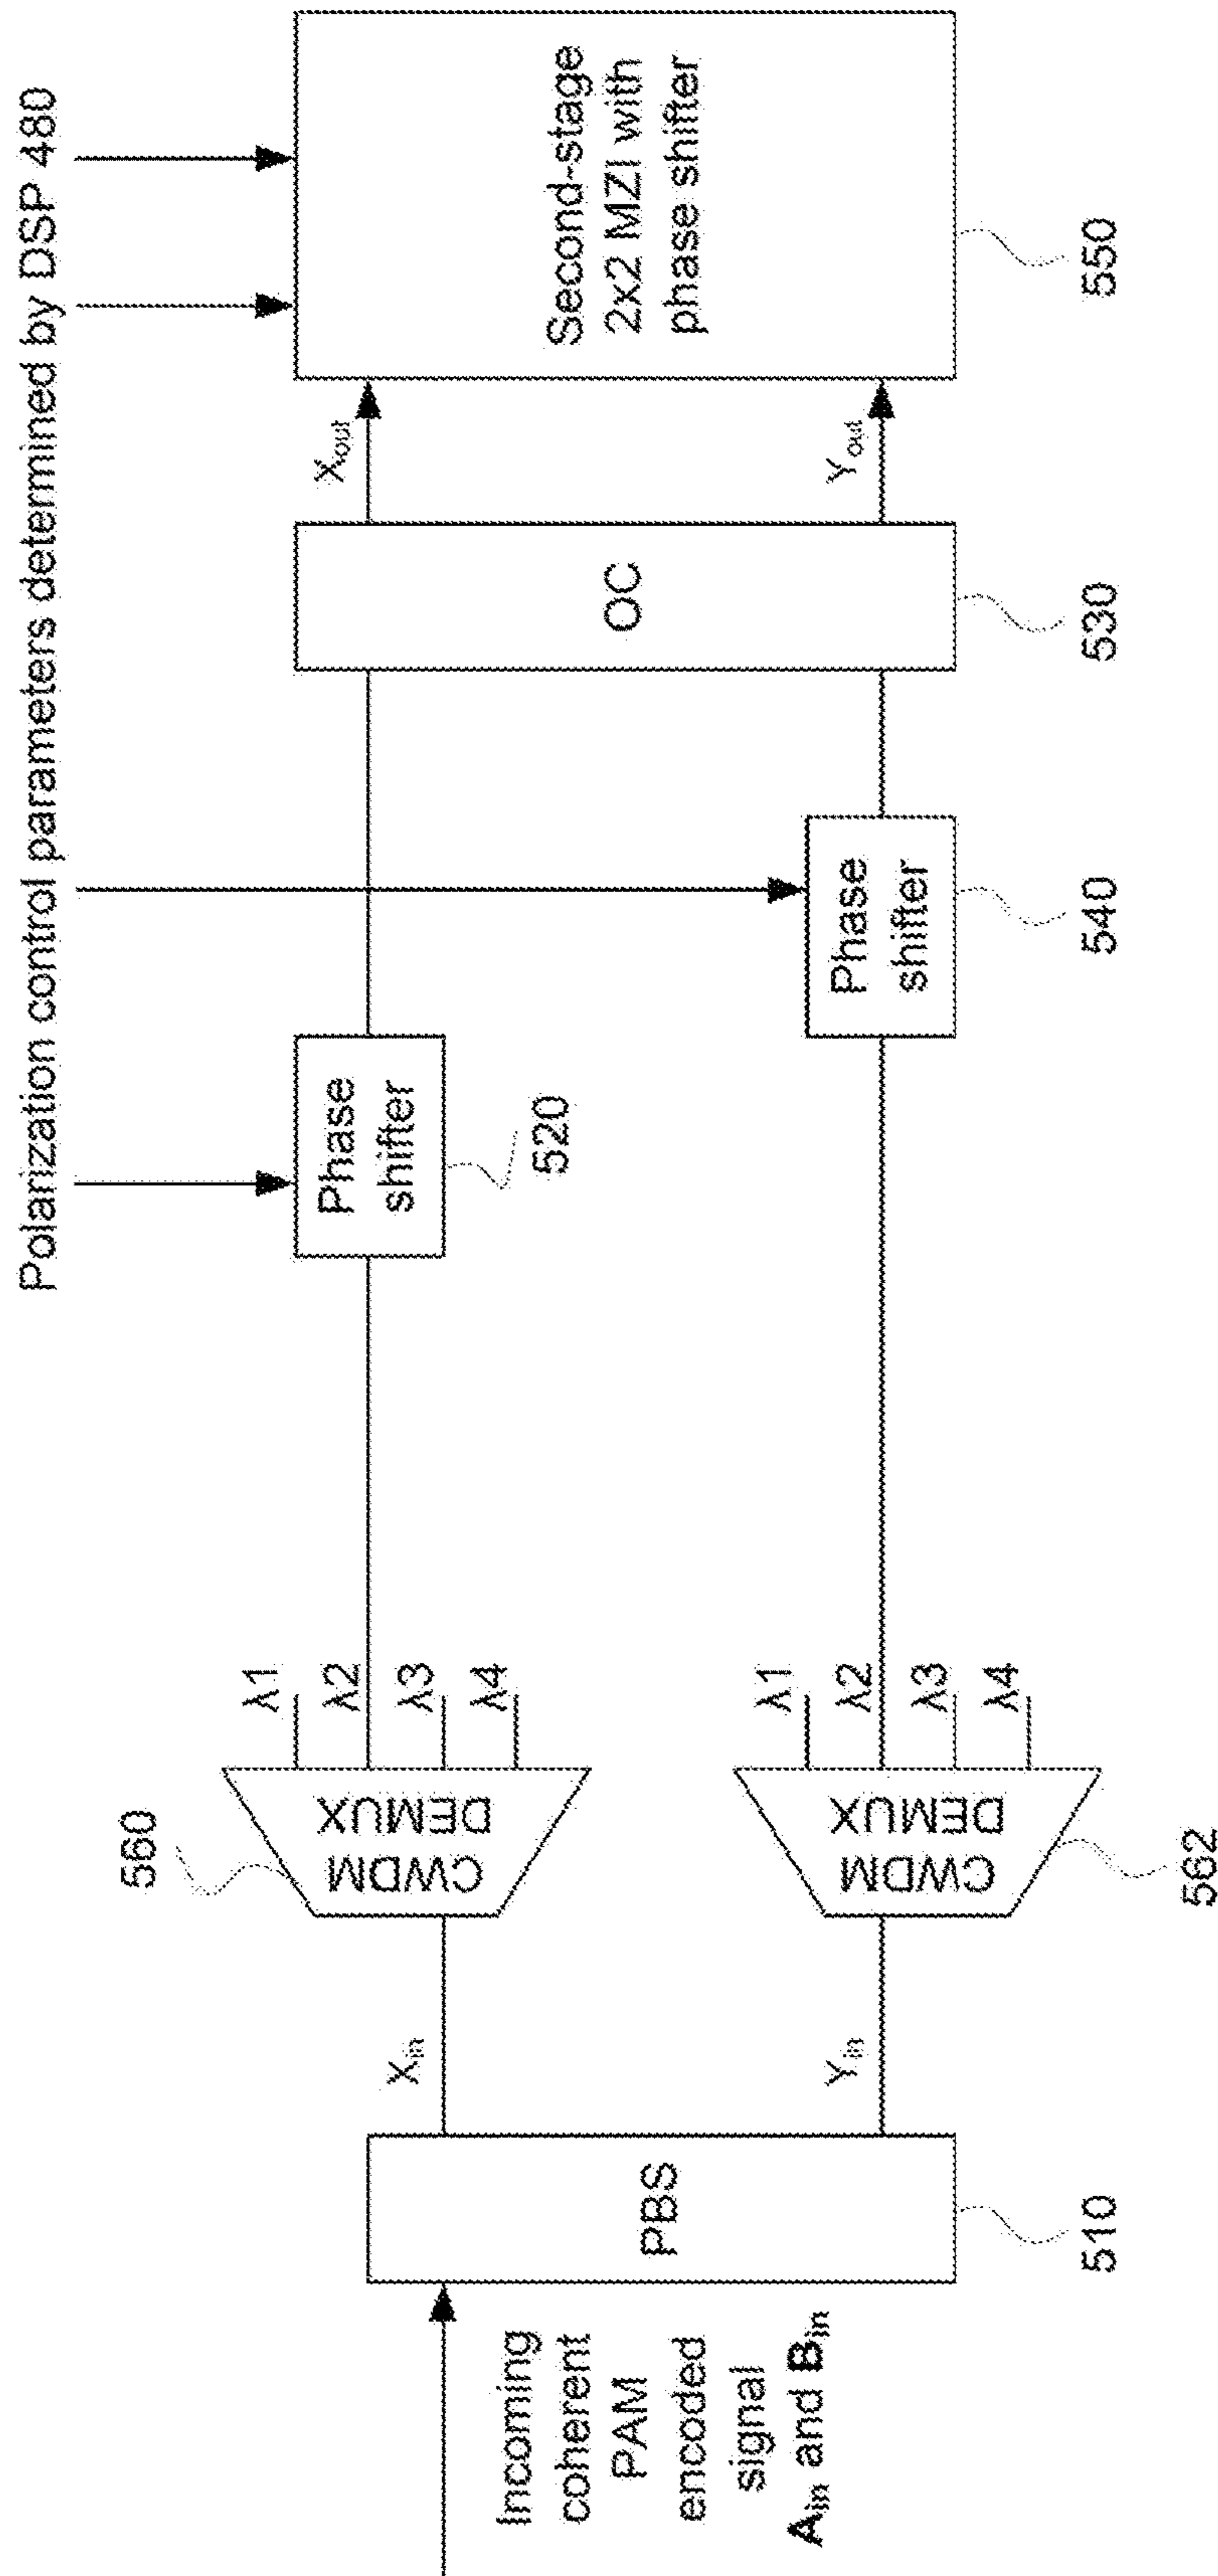 Polarization control parameters determined by DSP 480
Incoming
coherent
PAM
encoded
signal
Ain and Bin
PBS
510
Xin
Yin
560
CWDM
DEMUX
λ1
λ2
λ3
λ4
562
CWDM
DEMUX
λ1
λ2
λ3
λ4
Phase
shifter
520
Phase
shifter
540
OC
530
Xout
Yout
Second-stage
2x2 MZI with
phase shifter
550